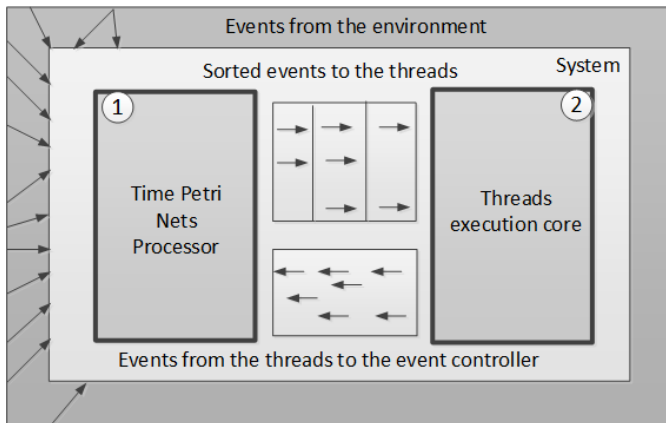 Events from the environment
System
Sorted events to the threads
1
2
Time Petri
Nets
Processor
Threads
execution core
Events from the threads to the event controller